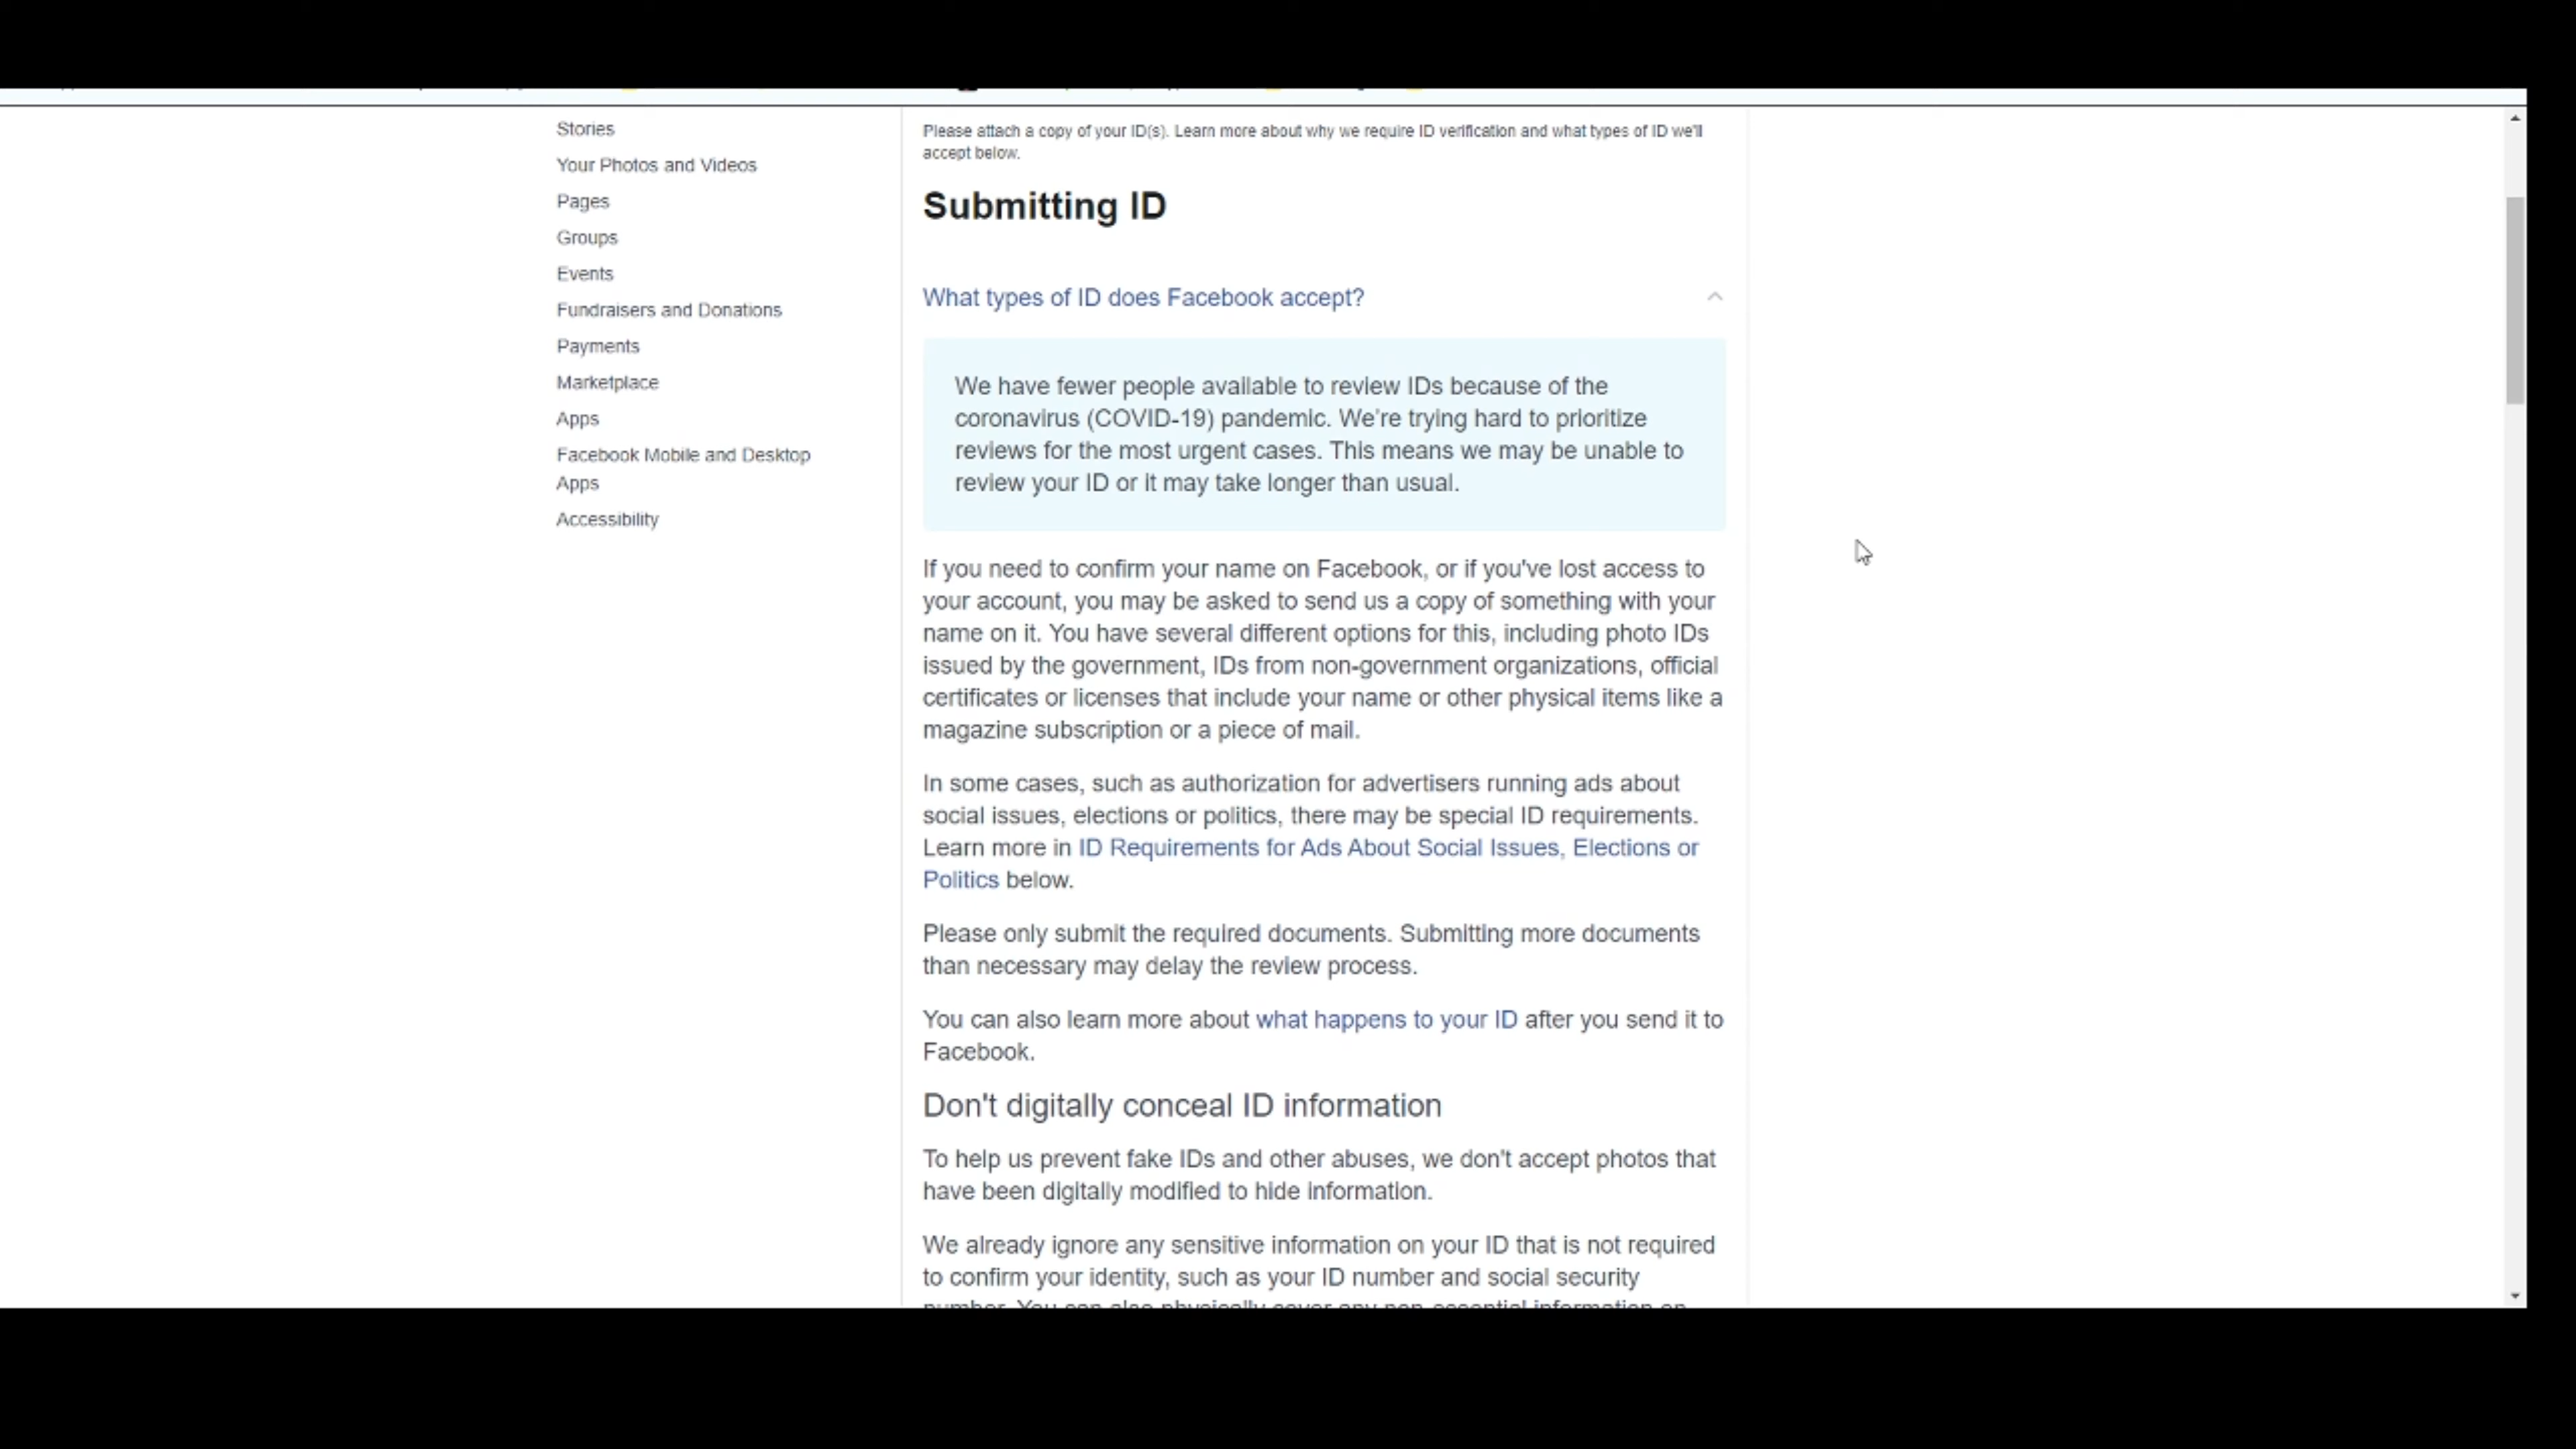 Stories
Your Photos and Videos
Pages
Groups
Events
Fundraisers and Donations
Payments
Marketplace
Apps
Facebook Mobile and Desktop
Apps
Accessibility
Please attach a copy of your ID(s). Learn more about why we require ID verification and what types of ID we'll
accept below.
Submitting ID
What types of ID does Facebook accept?
We have fewer people available to review IDs because of the
coronavirus (COVID-19) pandemic. We're trying hard to prioritize
reviews for the most urgent cases. This means we may be unable to
review your ID or it may take longer than usual.
If you need to confirm your name on Facebook, or if you've lost access to
your account, you may be asked to send us a copy of something with your
name on it. You have several different options for this, including photo IDs
issued by the government, IDs from non-government organizations, official
certificates or licenses that include your name or other physical items like a
magazine subscription or a piece of mail.
In some cases, such as authorization for advertisers running ads about
social issues, elections or politics, there may be special ID requirements.
Learn more in ID Requirements for Ads About Social Issues, Elections or
Politics below.
Please only submit the required documents. Submitting more documents
than necessary may delay the review process.
You can also learn more about what happens to your ID after you send it to
Facebook.
Don't digitally conceal ID information
To help us prevent fake IDs and other abuses, we don't accept photos that
have been digitally modified to hide information.
We already ignore any sensitive information on your ID that is not required
to confirm your identity, such as your ID number and social security
number. You can also physically cover any non-essential information on